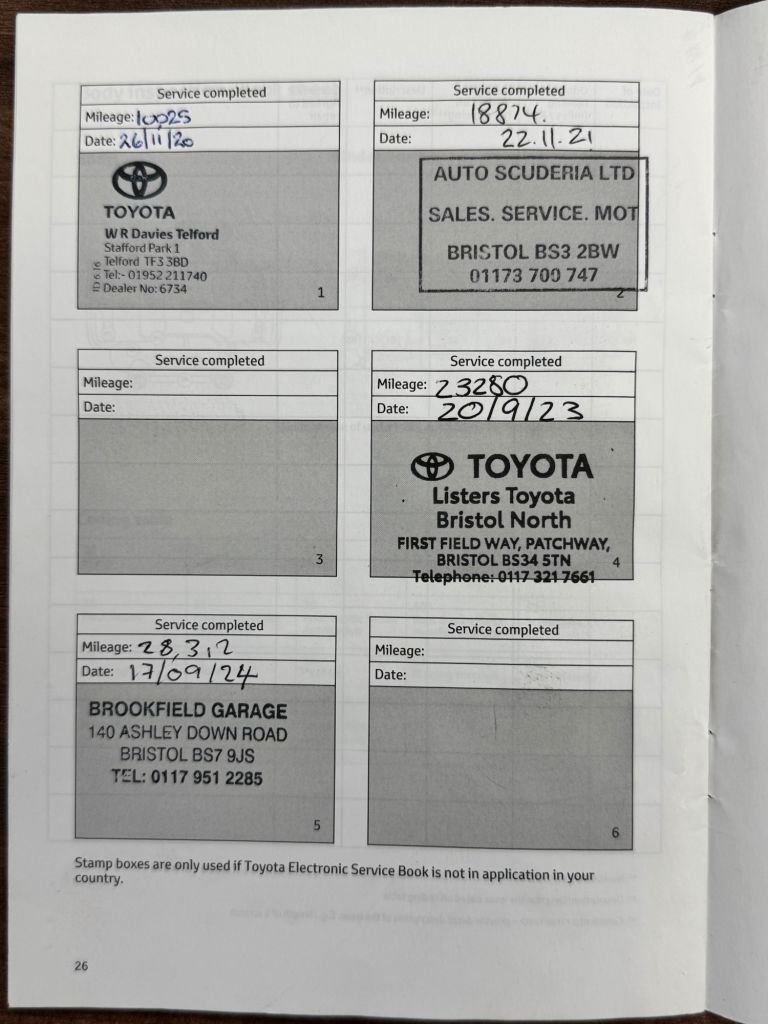 Service completed
Mileage: 10025
Date: 26/11/20
TOYOTA
W R Davies Telford
Stafford Park 1
Telford TF3 3BD
Tel:- 01952 211740
Dealer No: 6734
1
Service completed
Mileage: 18874.
Date: 22.11.21
AUTO SCUDERIA LTD
SALES. SERVICE. MOT
BRISTOL BS3 2BW
01173 700 747
2
Service completed
Mileage:
Date:
3
Service completed
Mileage: 23280
Date: 20/9/23
TOYOTA
Listers Toyota
Bristol North
FIRST FIELD WAY, PATCHWAY,
BRISTOL BS34 5TN
Telephone: 0117 321 7661
4
Service completed
Mileage: 28,312
Date: 17/09/24
BROOKFIELD GARAGE
140 ASHLEY DOWN ROAD
BRISTOL BS7 9JS
TEL: 0117 951 2285
5
Service completed
Mileage:
Date:
6
Stamp boxes are only used if Toyota Electronic Service Book is not in application in your
country.
26